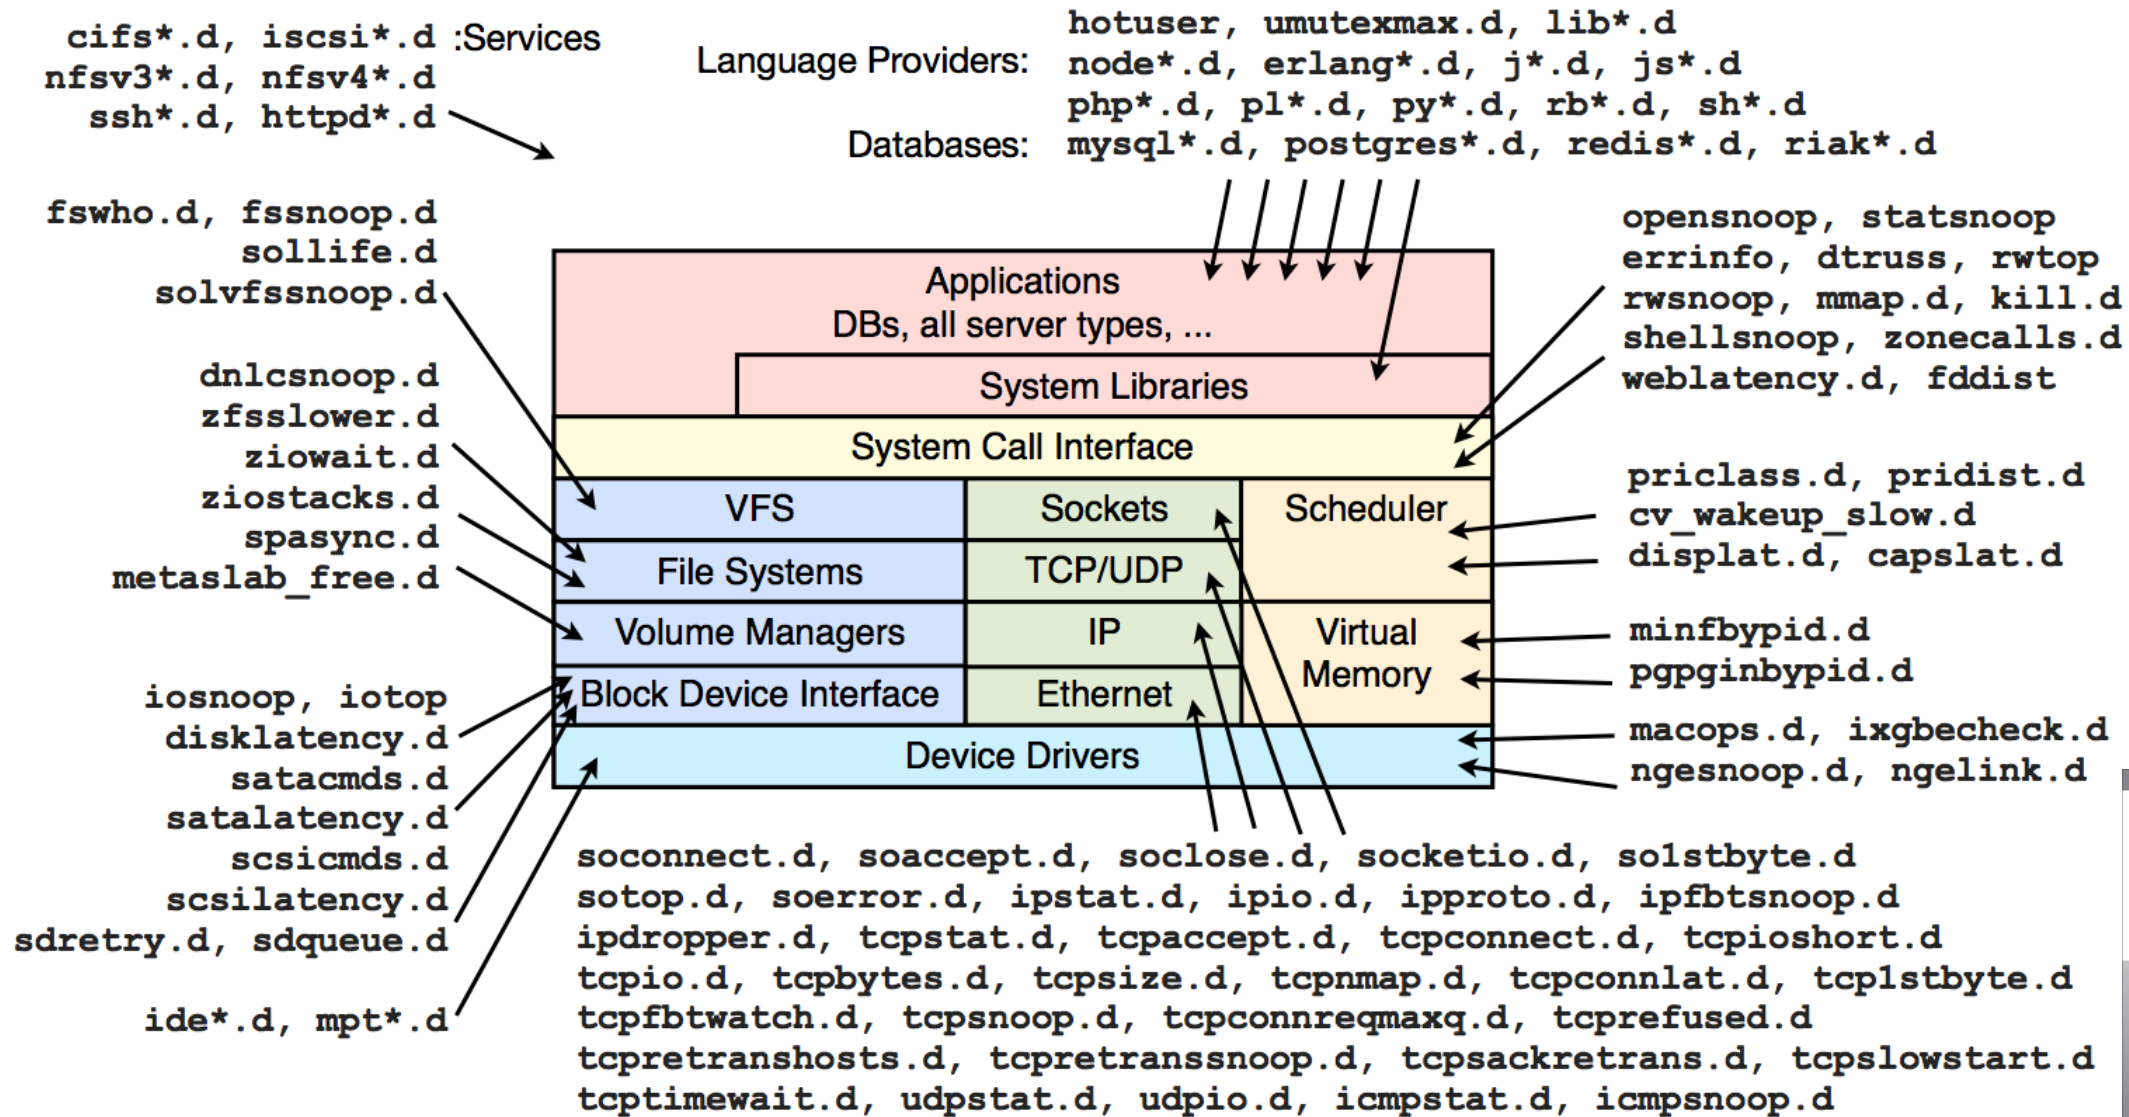 cifs*.d, iscsi*.d :Services
nfsv3*.d, nfsv4*.d
ssh*.d, httpd*.d
hotuser, umutexmax.d, lib*.d
Language Providers: node*.d, erlang*.d, j*.d, js*.d
php*.d, pl*.d, py*.d, rb*.d, sh*.d
Databases: mysql*.d, postgres*.d, redis*.d, riak*.d
fswho.d, fssnoop.d
sollife.d
solvfssnoop.d
dnlcsnoop.d
zfsslower.d
ziowait.d
ziostacks.d
spasync.d
metaslab_free.d
iosnoop, iotop
disklatency.d
satacmds.d
satalatency.d
scsicmds.d
scsilatency.d
sdretry.d, sdqueue.d
ide*.d, mpt*.d
Applications
DBs, all server types, ...
System Libraries
System Call Interface
VFS
Sockets
Scheduler
File Systems
TCP/UDP
Volume Managers
IP
Virtual
Memory
Block Device Interface
Ethernet
Device Drivers
opensnoop, statsnoop
errinfo, dtruss, rwtop
rwsnoop, mmap.d, kill.d
shellsnoop, zonecalls.d
weblatency.d, fddist
priclass.d, pridist.d
cv_wakeup_slow.d
displat.d, capslat.d
minfbypid.d
pgpginbypid.d
macops.d, ixgbecheck.d
ngesnoop.d, ngelink.d
soconnect.d, soaccept.d, soclose.d, socketio.d, so1stbyte.d
sotop.d, soerror.d, ipstat.d, ipio.d, ipproto.d, ipfbtsnoop.d
ipdropper.d, tcpstat.d, tcpaccept.d, tcpconnect.d, tcpioshort.d
tcpio.d, tcpbytes.d, tcpsize.d, tcpnmap.d, tcpconnlat.d, tcp1stbyte.d
tcpfbtwatch.d, tcpsnoop.d, tcpconnreqmaxq.d, tcprefused.d
tcpretranshosts.d, tcpretranssnoop.d, tcpsackretrans.d, tcpslowstart.d
tcptimewait.d, udpstat.d, udpio.d, icmpstat.d, icmpsnoop.d